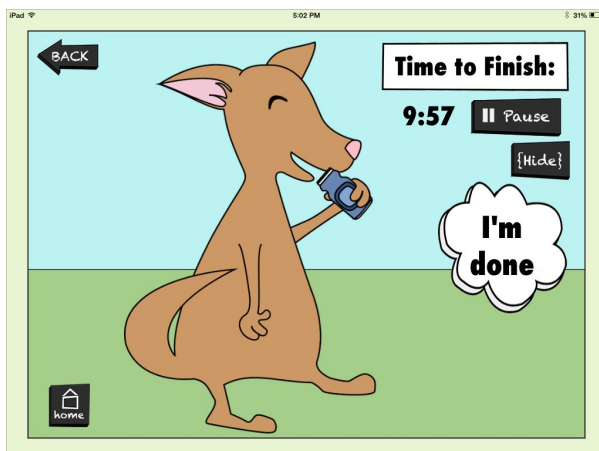 iPad
5:02 PM
31%
BACK
Time to Finish:
9:57
Pause
{Hide}
I'm
done
home